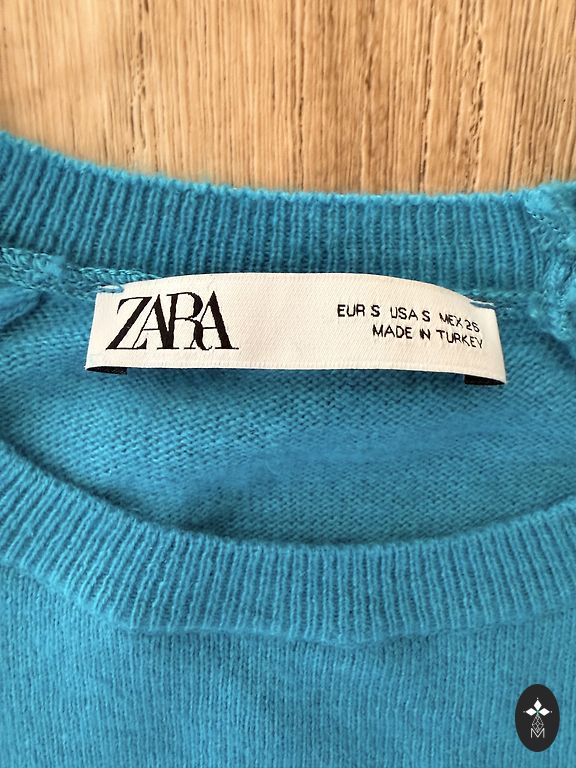 ZARA
EUR S USA S MEX 26
MADE IN TURKEY
M